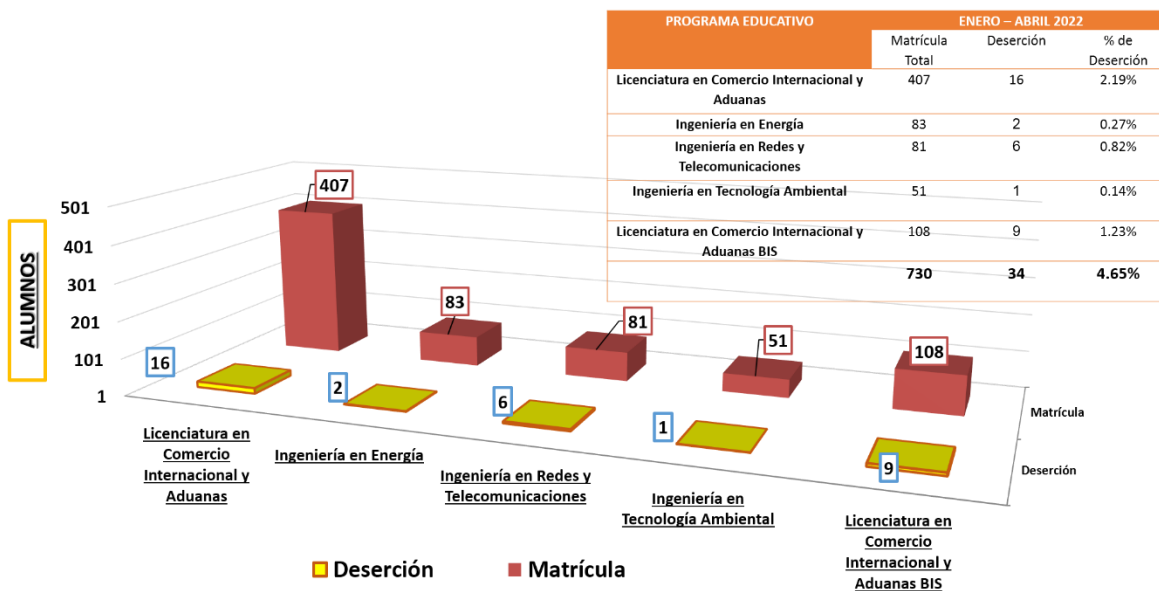 PROGRAMA EDUCATIVO ENERO – ABRIL 2022
Matrícula Total Deserción % de Deserción
Licenciatura en Comercio Internacional y Aduanas 407 16 2.19%
Ingeniería en Energía 83 2 0.27%
Ingeniería en Redes y Telecomunicaciones 81 6 0.82%
Ingeniería en Tecnología Ambiental 51 1 0.14%
Licenciatura en Comercio Internacional y Aduanas BIS 108 9 1.23%
730 34 4.65%
ALUMNOS
501
401
301
201
101
1
407
83
81
51
108
16
2
6
1
9
Matrícula
Deserción
Licenciatura en
Comercio
Internacional y
Aduanas
Ingeniería en Energía
Ingeniería en Redes y
Telecomunicaciones
Ingeniería en
Tecnología Ambiental
Licenciatura en
Comercio
Internacional y
Aduanas BIS
Deserción Matrícula